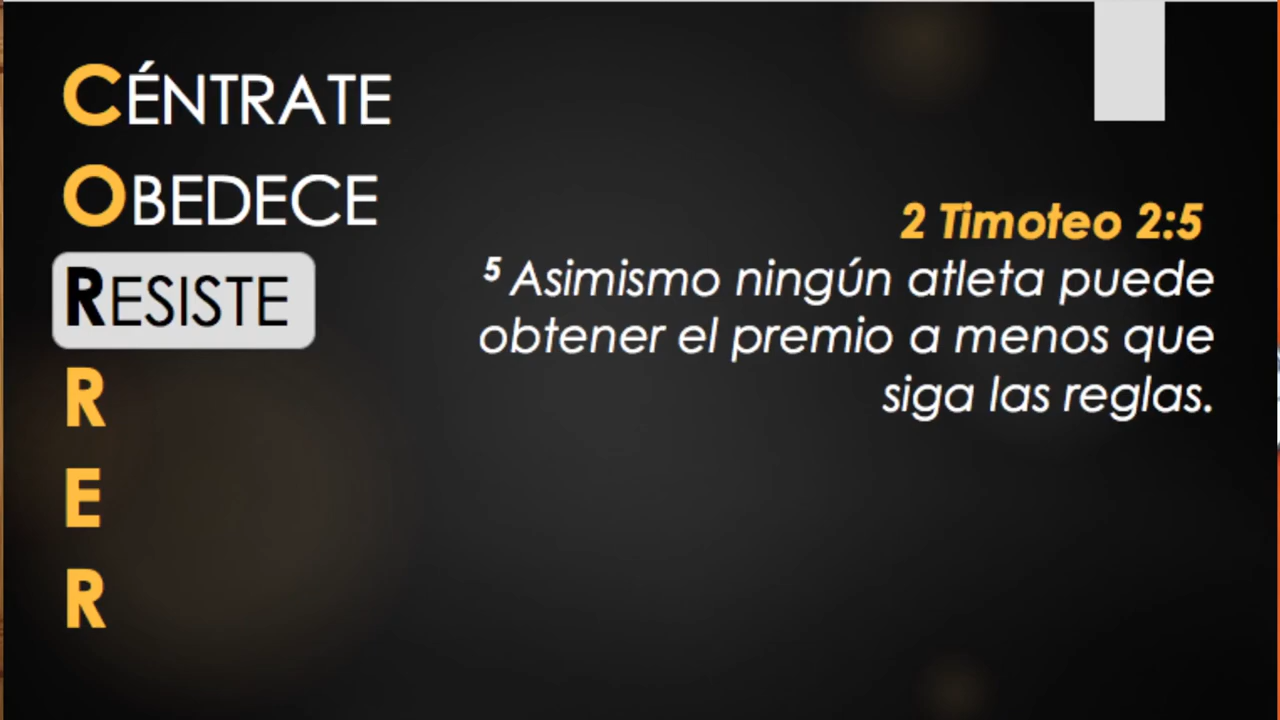 CÉNTRATE
OBEDECE
RESISTE
R
E
R
2 Timoteo 2:5
5 Asimismo ningún atleta puede
obtener el premio a menos que
siga las reglas.